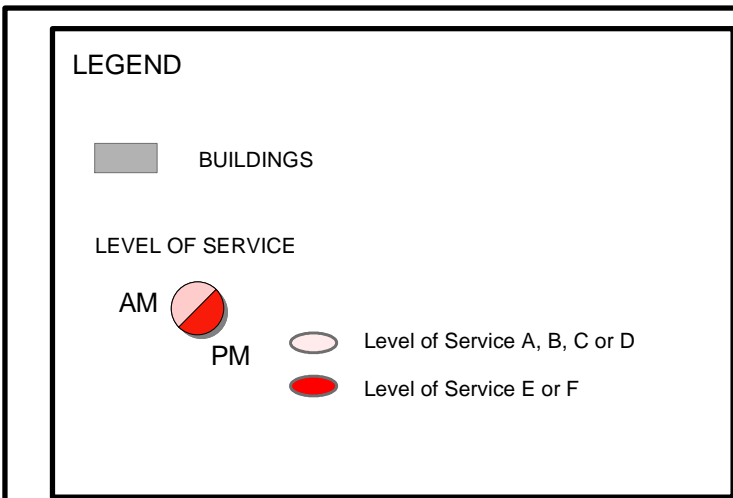 LEGEND
BUILDINGS
LEVEL OF SERVICE
AM
PM
Level of Service A, B, C or D
Level of Service E or F